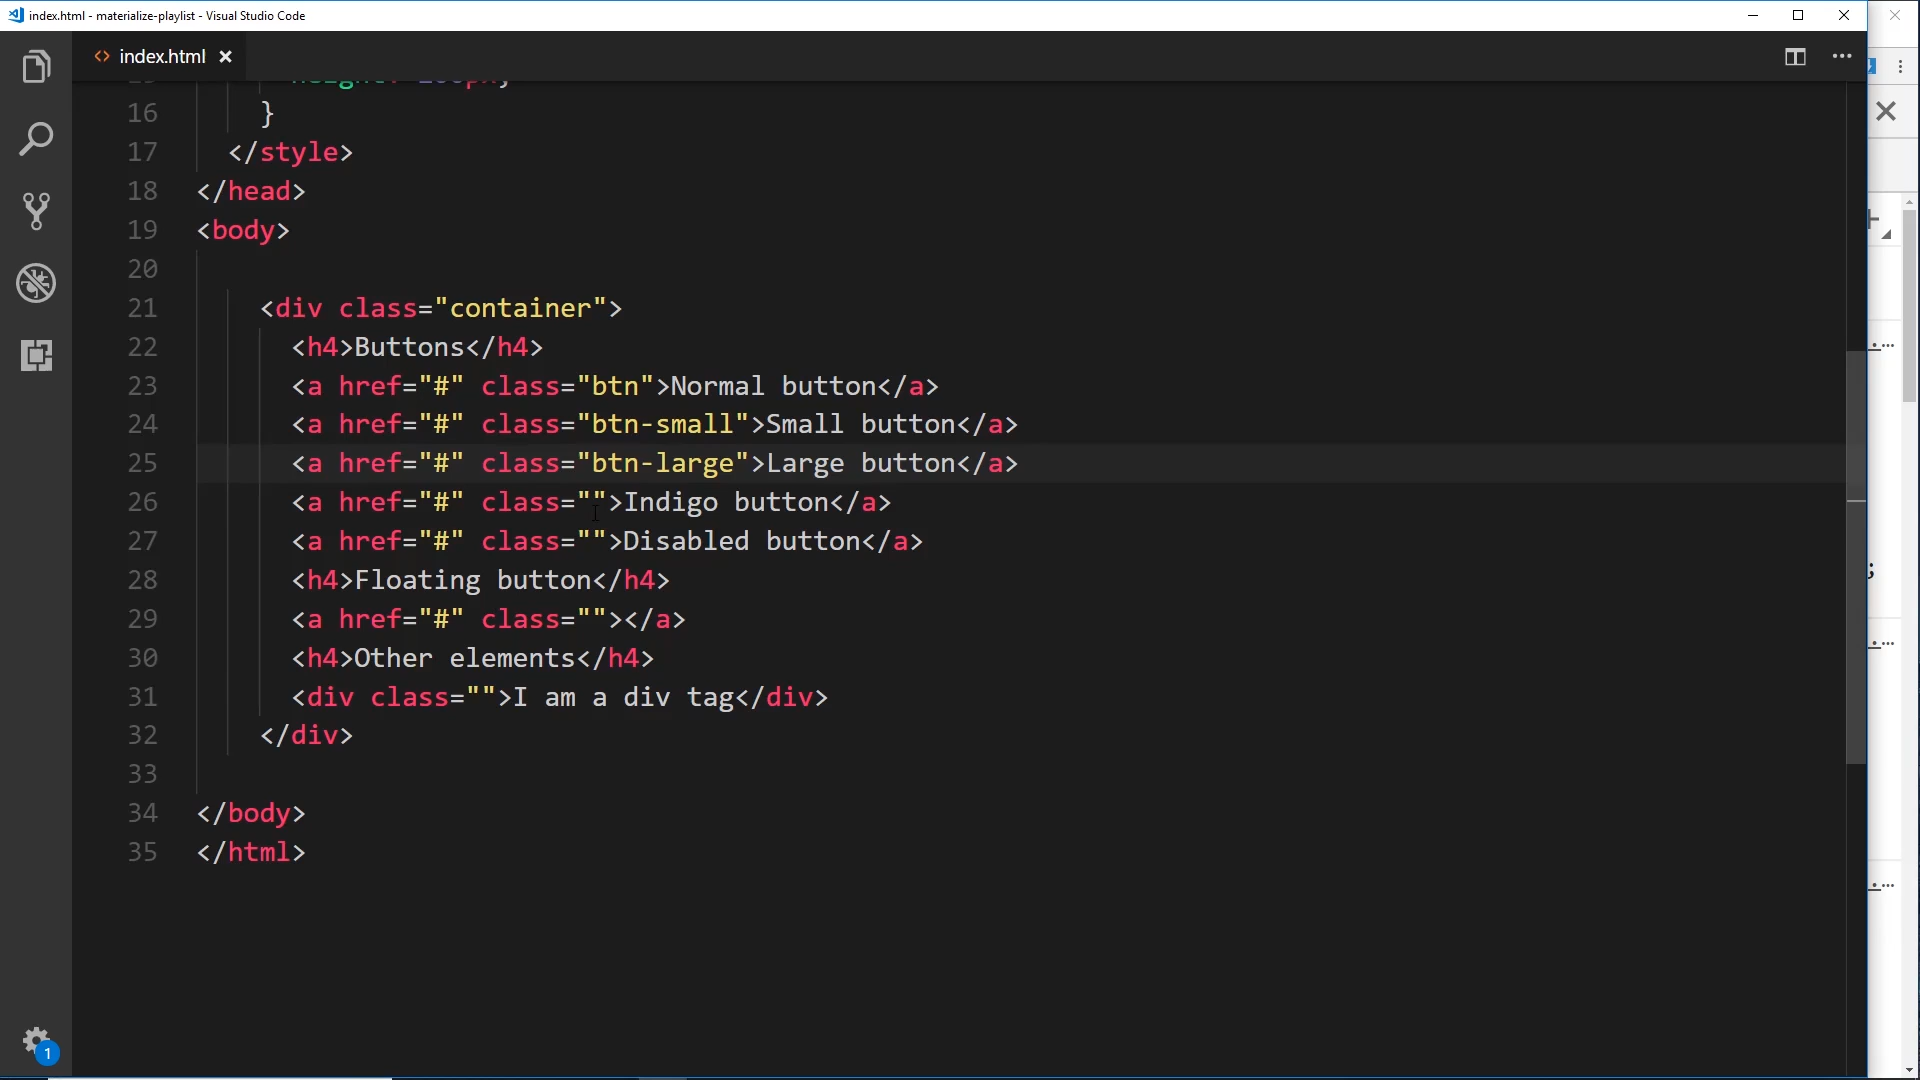 index.html - materialize-playlist - Visual Studio Code
index.html
16 }
17 </style>
18 </head>
19 <body>
20
21 <div class="container">
22 <h4>Buttons</h4>
23 <a href="#" class="btn">Normal button</a>
24 <a href="#" class="btn-small">Small button</a>
25 <a href="#" class="btn-large">Large button</a>
26 <a href="#" class="">Indigo button</a>
27 <a href="#" class="">Disabled button</a>
28 <h4>Floating button</h4>
29 <a href="#" class=""></a>
30 <h4>Other elements</h4>
31 <div class="">I am a div tag</div>
32 </div>
33
34 </body>
35 </html>
;
1